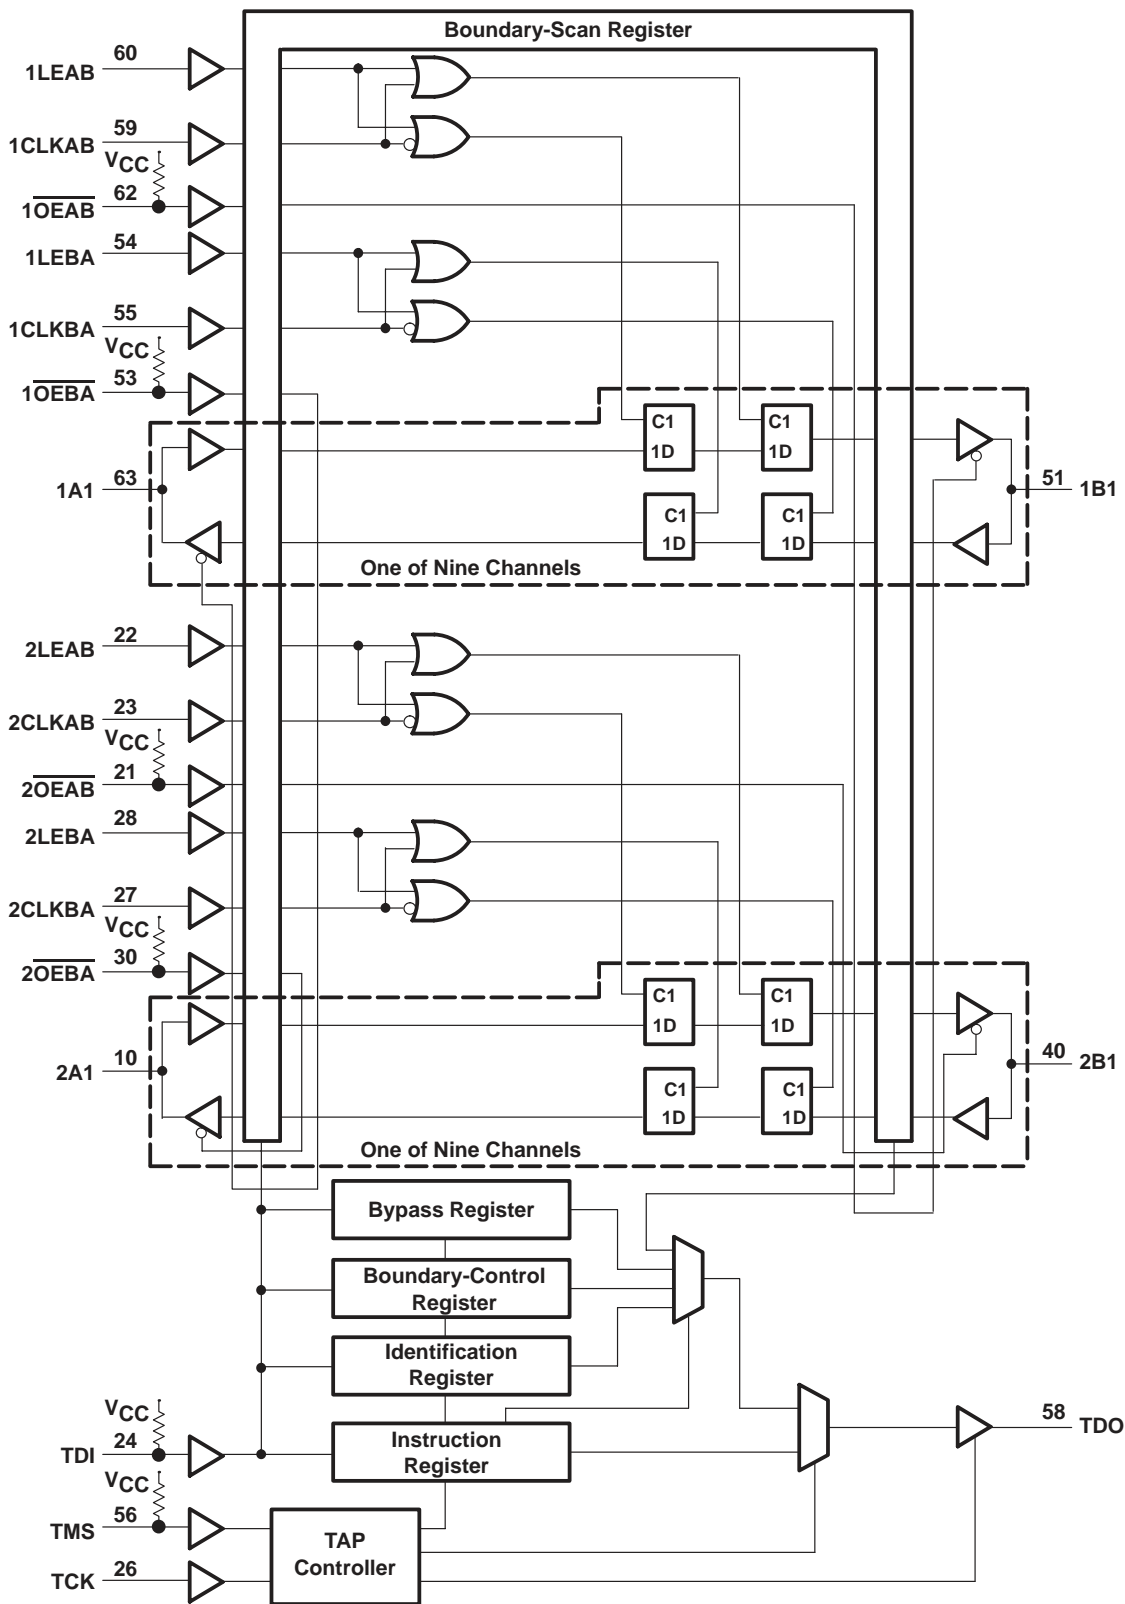 Boundary-Scan Register
1LEAB 60
1CLKAB 59
VCC
1OEAB 62
1LEBA 54
1CLKBA 55
VCC
1OEBA 53
C1 C1
1D 1D
1A1 63 51 1B1
C1 C1
1D 1D
One of Nine Channels
2LEAB 22
2CLKAB 23
VCC
2OEAB 21
2LEBA 28
2CLKBA 27
VCC
2OEBA 30
C1 C1
1D 1D
2A1 10 40 2B1
C1 C1
1D 1D
One of Nine Channels
Bypass Register
Boundary-Control
Register
Identification
Register
VCC
TDI 24
Instruction
Register
58 TDO
VCC
TMS 56
TAP
Controller
TCK 26